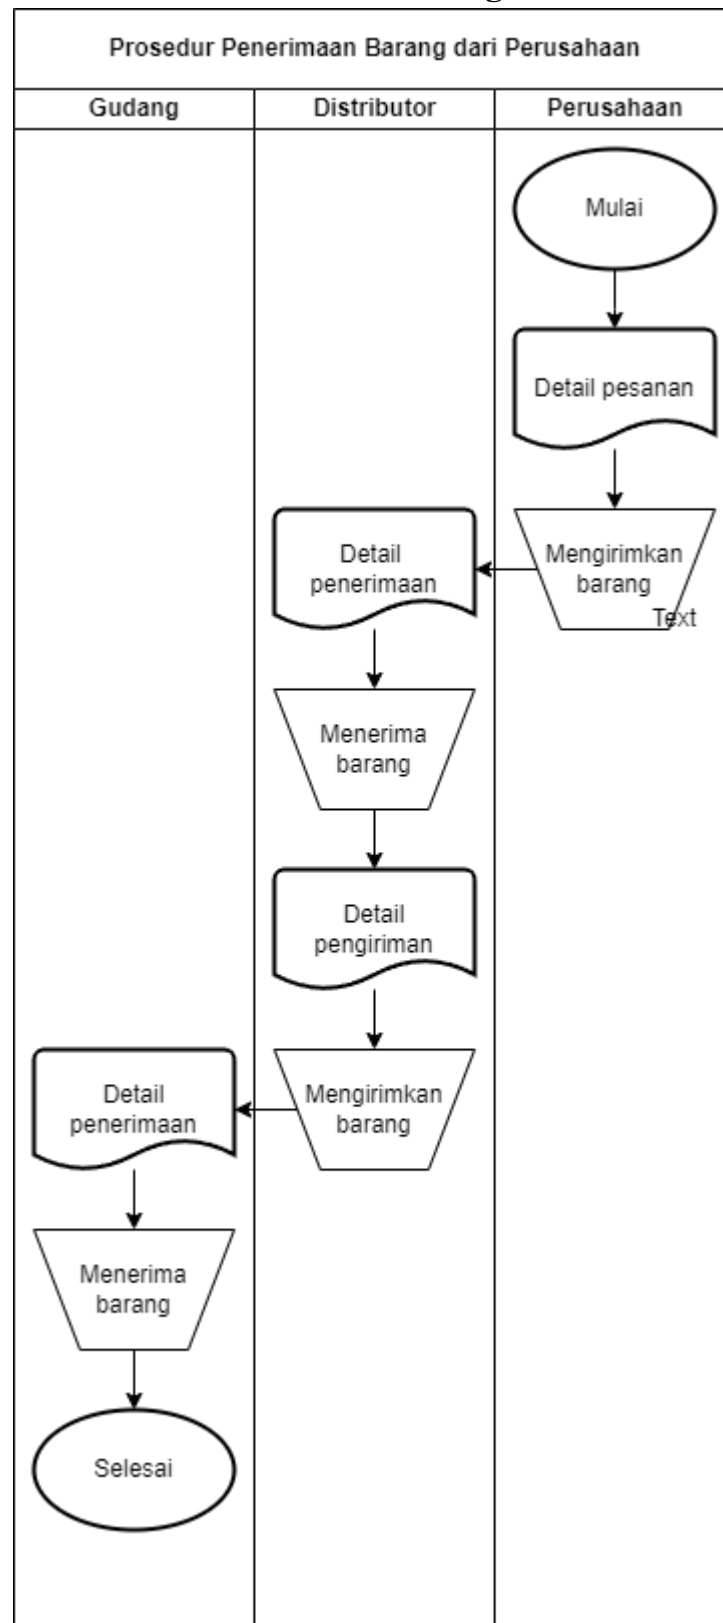 Prosedur Penerimaan Barang dari Perusahaan
Gudang
Distributor
Perusahaan
Mulai
Detail pesanan
Mengirimkan
barang
Text
Detail
penerimaan
Menerima
barang
Detail
pengiriman
Mengirimkan
barang
Detail
penerimaan
Menerima
barang
Selesai